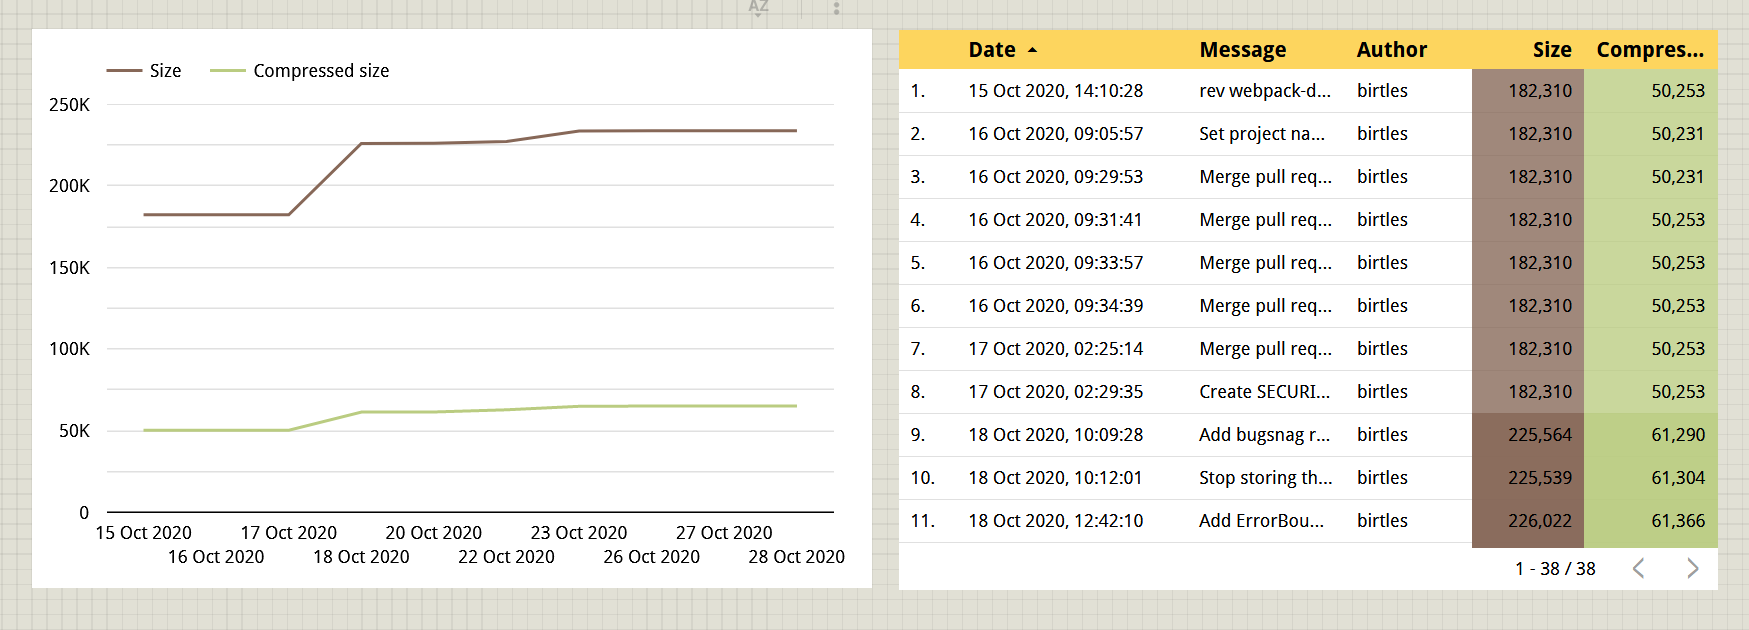 AZ
Size Compressed size
250K
200K
150K
100K
50K
0
15 Oct 2020 17 Oct 2020 20 Oct 2020 23 Oct 2020 27 Oct 2020
16 Oct 2020 18 Oct 2020 22 Oct 2020 26 Oct 2020 28 Oct 2020
Date Message Author Size Compres...
1. 15 Oct 2020, 14:10:28 rev webpack-d... birtles 182,310 50,253
2. 16 Oct 2020, 09:05:57 Set project na... birtles 182,310 50,231
3. 16 Oct 2020, 09:29:53 Merge pull req... birtles 182,310 50,231
4. 16 Oct 2020, 09:31:41 Merge pull req... birtles 182,310 50,253
5. 16 Oct 2020, 09:33:57 Merge pull req... birtles 182,310 50,253
6. 16 Oct 2020, 09:34:39 Merge pull req... birtles 182,310 50,253
7. 17 Oct 2020, 02:25:14 Merge pull req... birtles 182,310 50,253
8. 17 Oct 2020, 02:29:35 Create SECURI... birtles 182,310 50,253
9. 18 Oct 2020, 10:09:28 Add bugsnag r... birtles 225,564 61,290
10. 18 Oct 2020, 10:12:01 Stop storing th... birtles 225,539 61,304
11. 18 Oct 2020, 12:42:10 Add ErrorBou... birtles 226,022 61,366
1 - 38 / 38